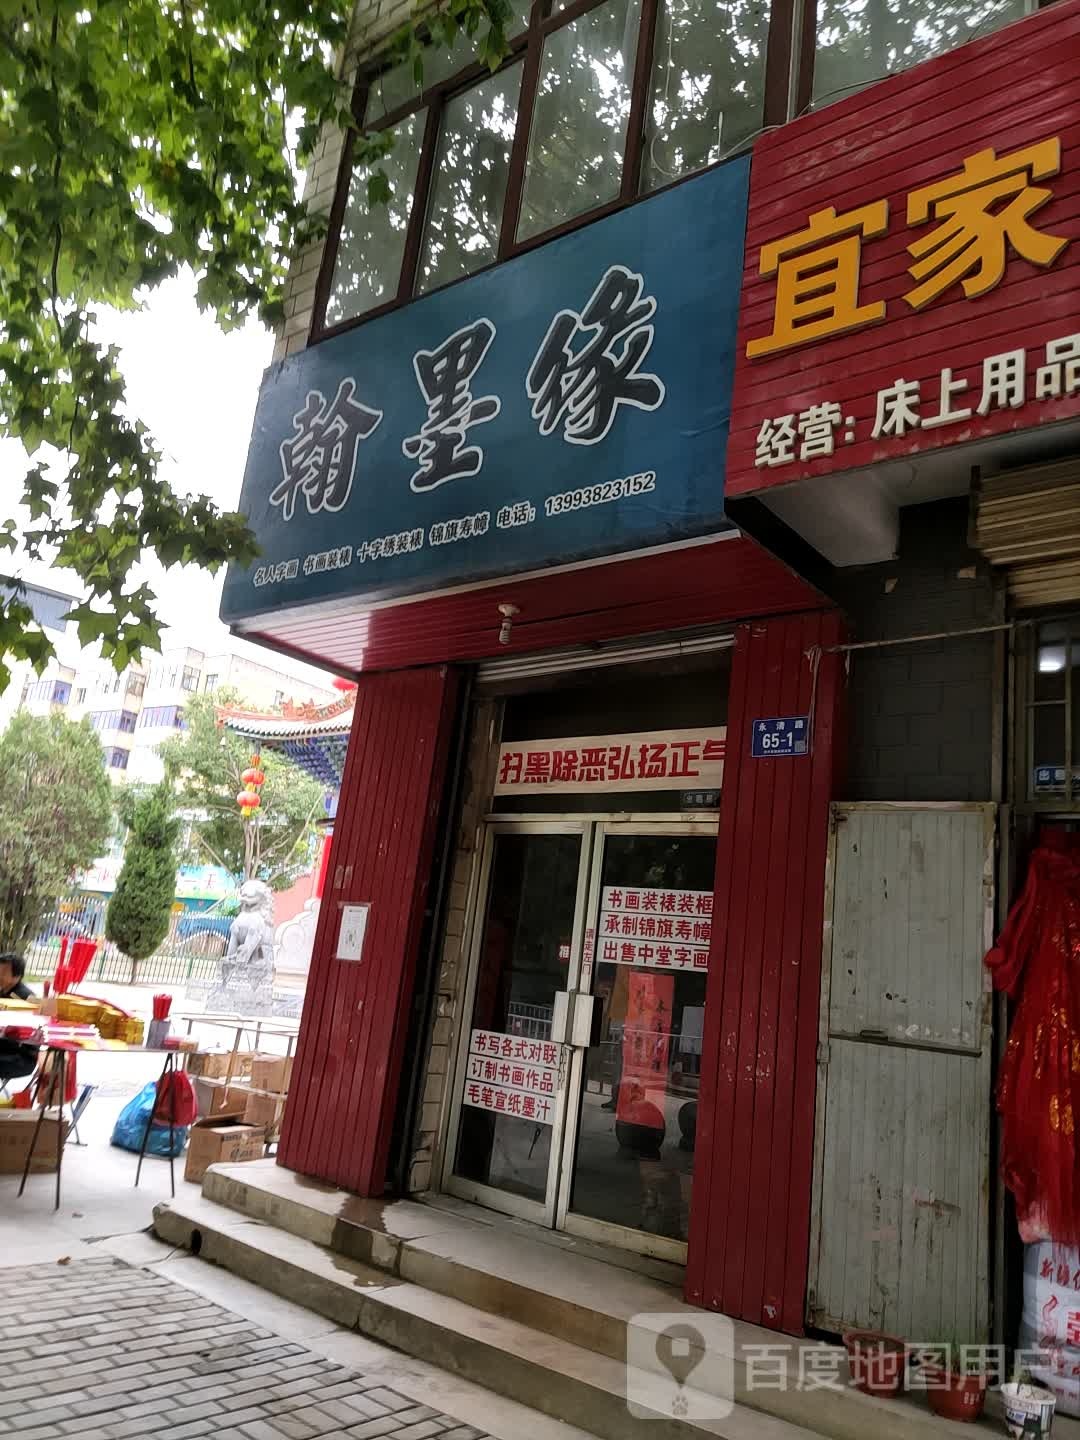 宜家
经营：床上用品
翰墨缘
名人字画 书画装裱 十字绣装裱 锦旗寿幛 电话：13993823152
永清路
65-1
扫黑除恶弘扬正气
书画装裱装框
承制锦旗寿幛
出售中堂字画
请走左门
书写各式对联
订制书画作品
毛笔宣纸墨汁
百度地图用户